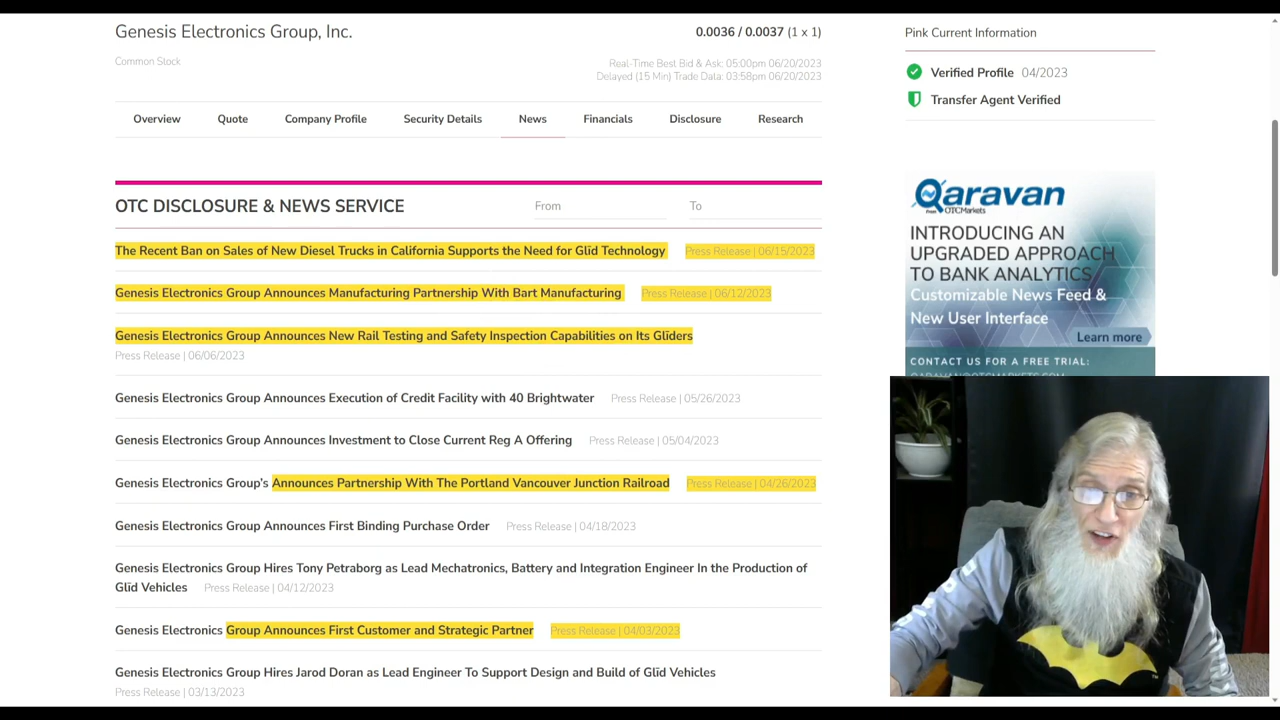 Genesis Electronics Group, Inc.
0.0036 / 0.0037 (1 x 1)
Common Stock
Real-Time Best Bid & Ask: 05:00pm 06/20/2023
Delayed (15 Min) Trade Data: 03:58pm 06/20/2023
Overview Quote Company Profile Security Details News Financials Disclosure Research
OTC DISCLOSURE & NEWS SERVICE
From To
The Recent Ban on Sales of New Diesel Trucks in California Supports the Need for Glīd Technology Press Release | 06/15/2023
Genesis Electronics Group Announces Manufacturing Partnership With Bart Manufacturing Press Release | 06/12/2023
Genesis Electronics Group Announces New Rail Testing and Safety Inspection Capabilities on Its Glīders
Press Release | 06/06/2023
Genesis Electronics Group Announces Execution of Credit Facility with 40 Brightwater Press Release | 05/26/2023
Genesis Electronics Group Announces Investment to Close Current Reg A Offering Press Release | 05/04/2023
Genesis Electronics Group's Announces Partnership With The Portland Vancouver Junction Railroad Press Release | 04/26/2023
Genesis Electronics Group Announces First Binding Purchase Order Press Release | 04/18/2023
Genesis Electronics Group Hires Tony Petraborg as Lead Mechatronics, Battery and Integration Engineer In the Production of
Glīd Vehicles Press Release | 04/12/2023
Genesis Electronics Group Announces First Customer and Strategic Partner Press Release | 04/03/2023
Genesis Electronics Group Hires Jarod Doran as Lead Engineer To Support Design and Build of Glīd Vehicles
Press Release | 03/13/2023
Pink Current Information
Verified Profile 04/2023
Transfer Agent Verified
Qaravan
From OTCMarkets
INTRODUCING AN
UPGRADED APPROACH
TO BANK ANALYTICS
Customizable News Feed &
New User Interface
Learn more
CONTACT US FOR A FREE TRIAL: